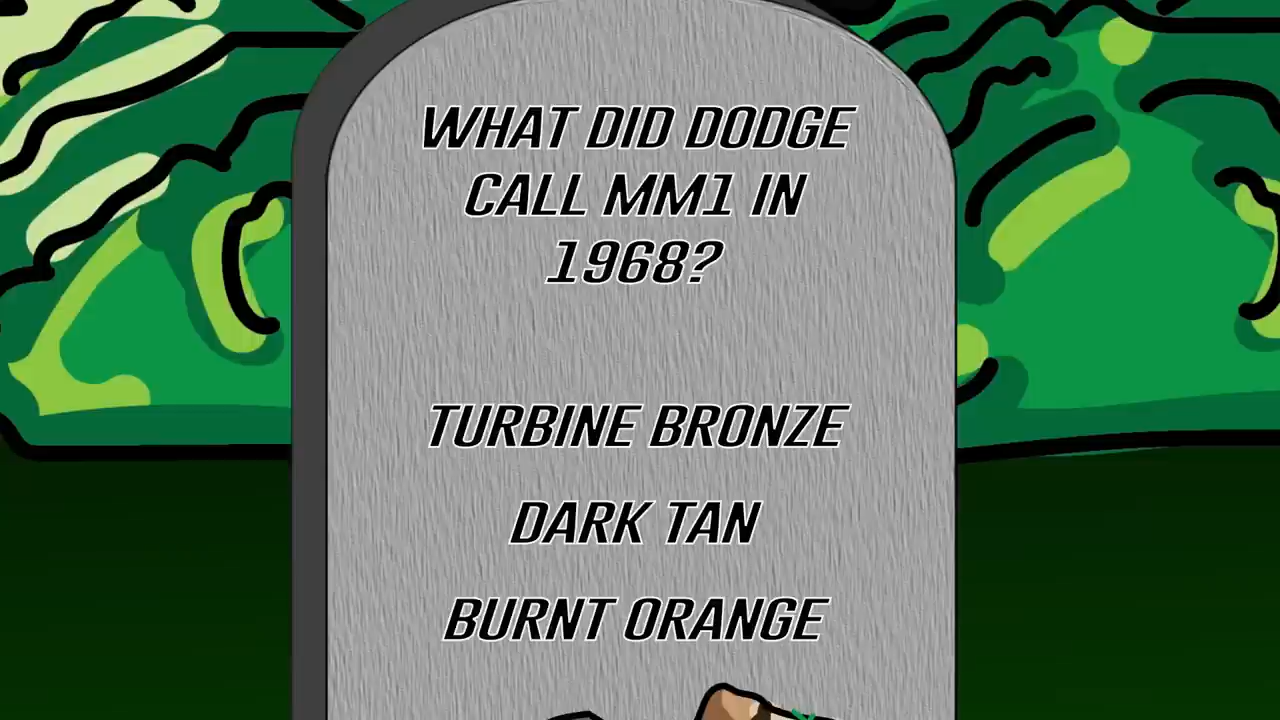 WHAT DID DODGE
CALL MM1 IN
1968?
TURBINE BRONZE
DARK TAN
BURNT ORANGE